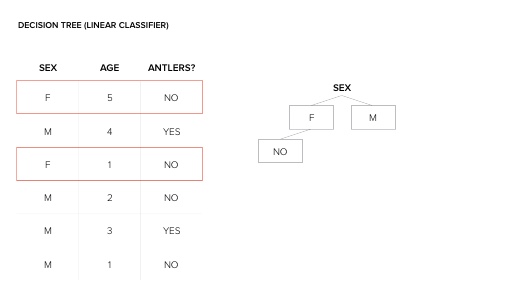 DECISION TREE (LINEAR CLASSIFIER)
SEX AGE ANTLERS?
F 5 NO
M 4 YES
F 1 NO
M 2 NO
M 3 YES
M 1 NO
SEX
F M
NO